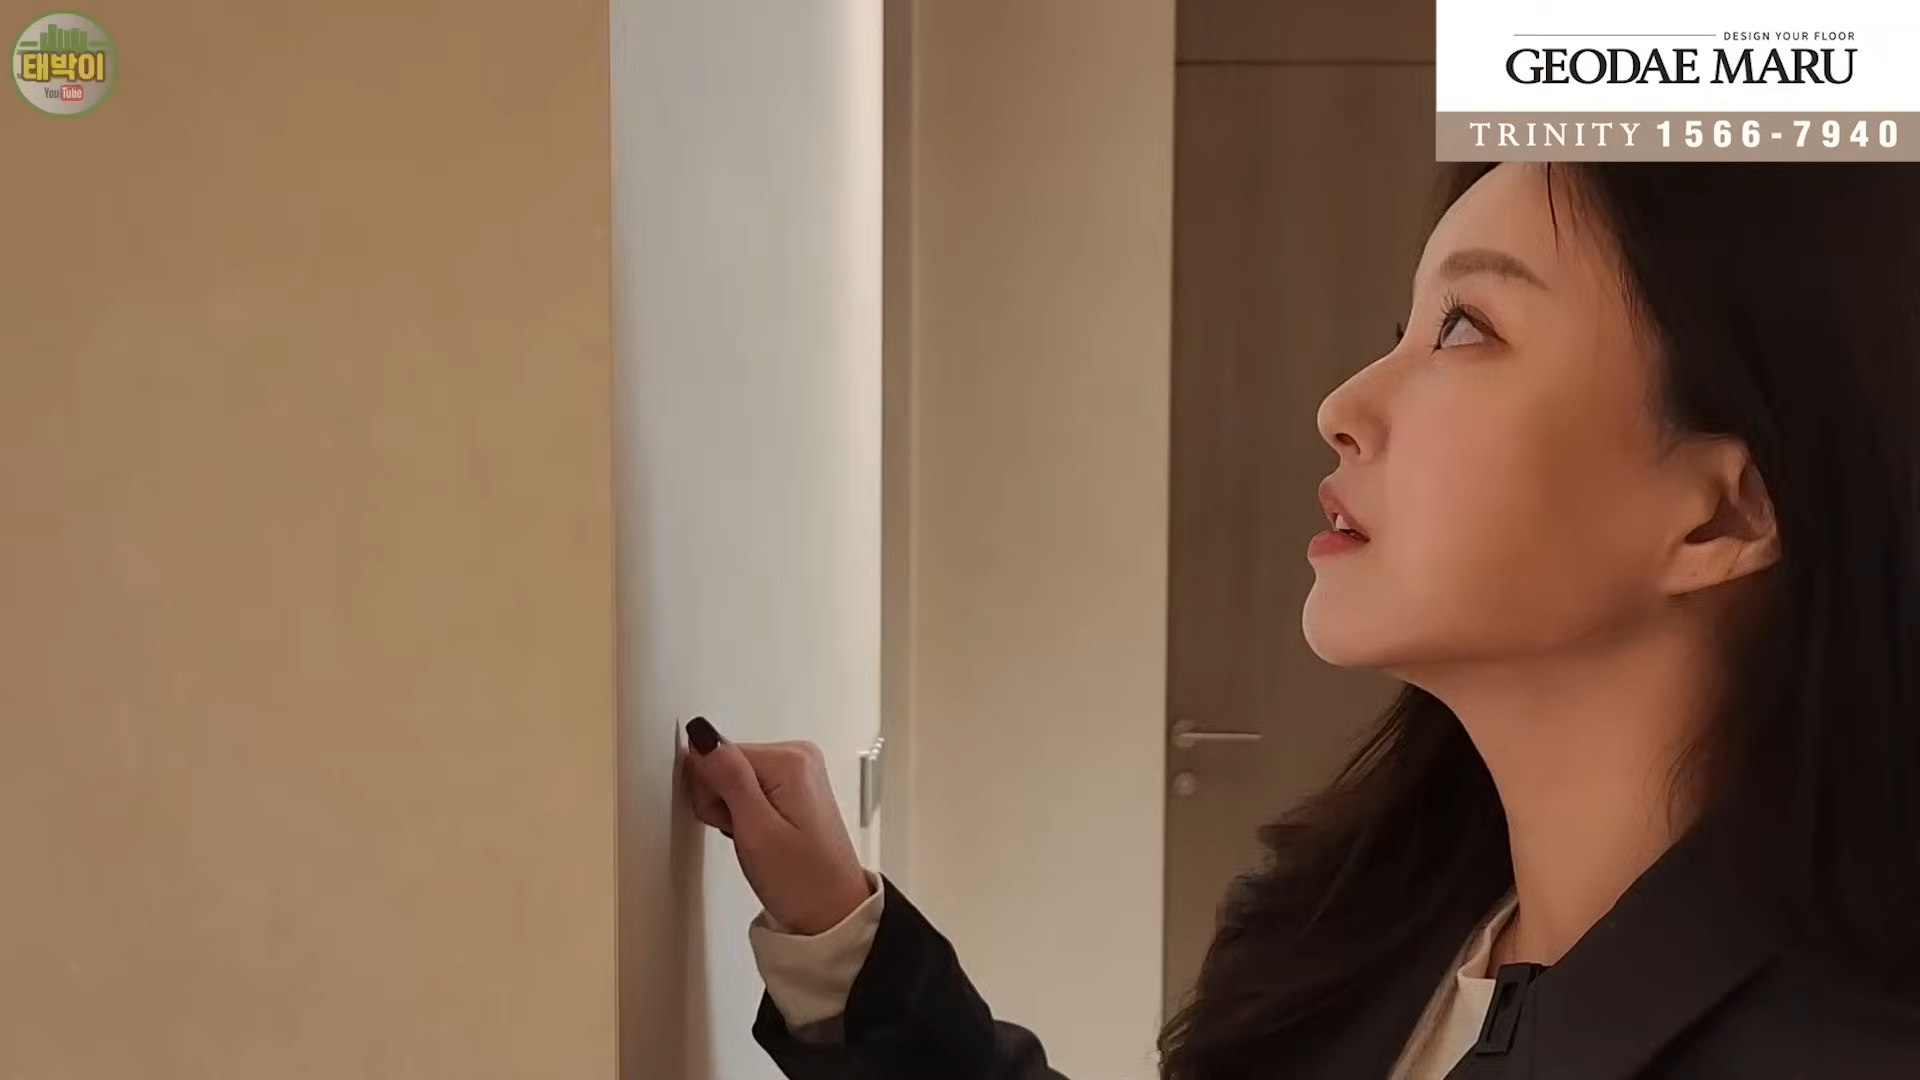 태박이
YouTube
DESIGN YOUR FLOOR
GEODAE MARU
TRINITY 1566-7940